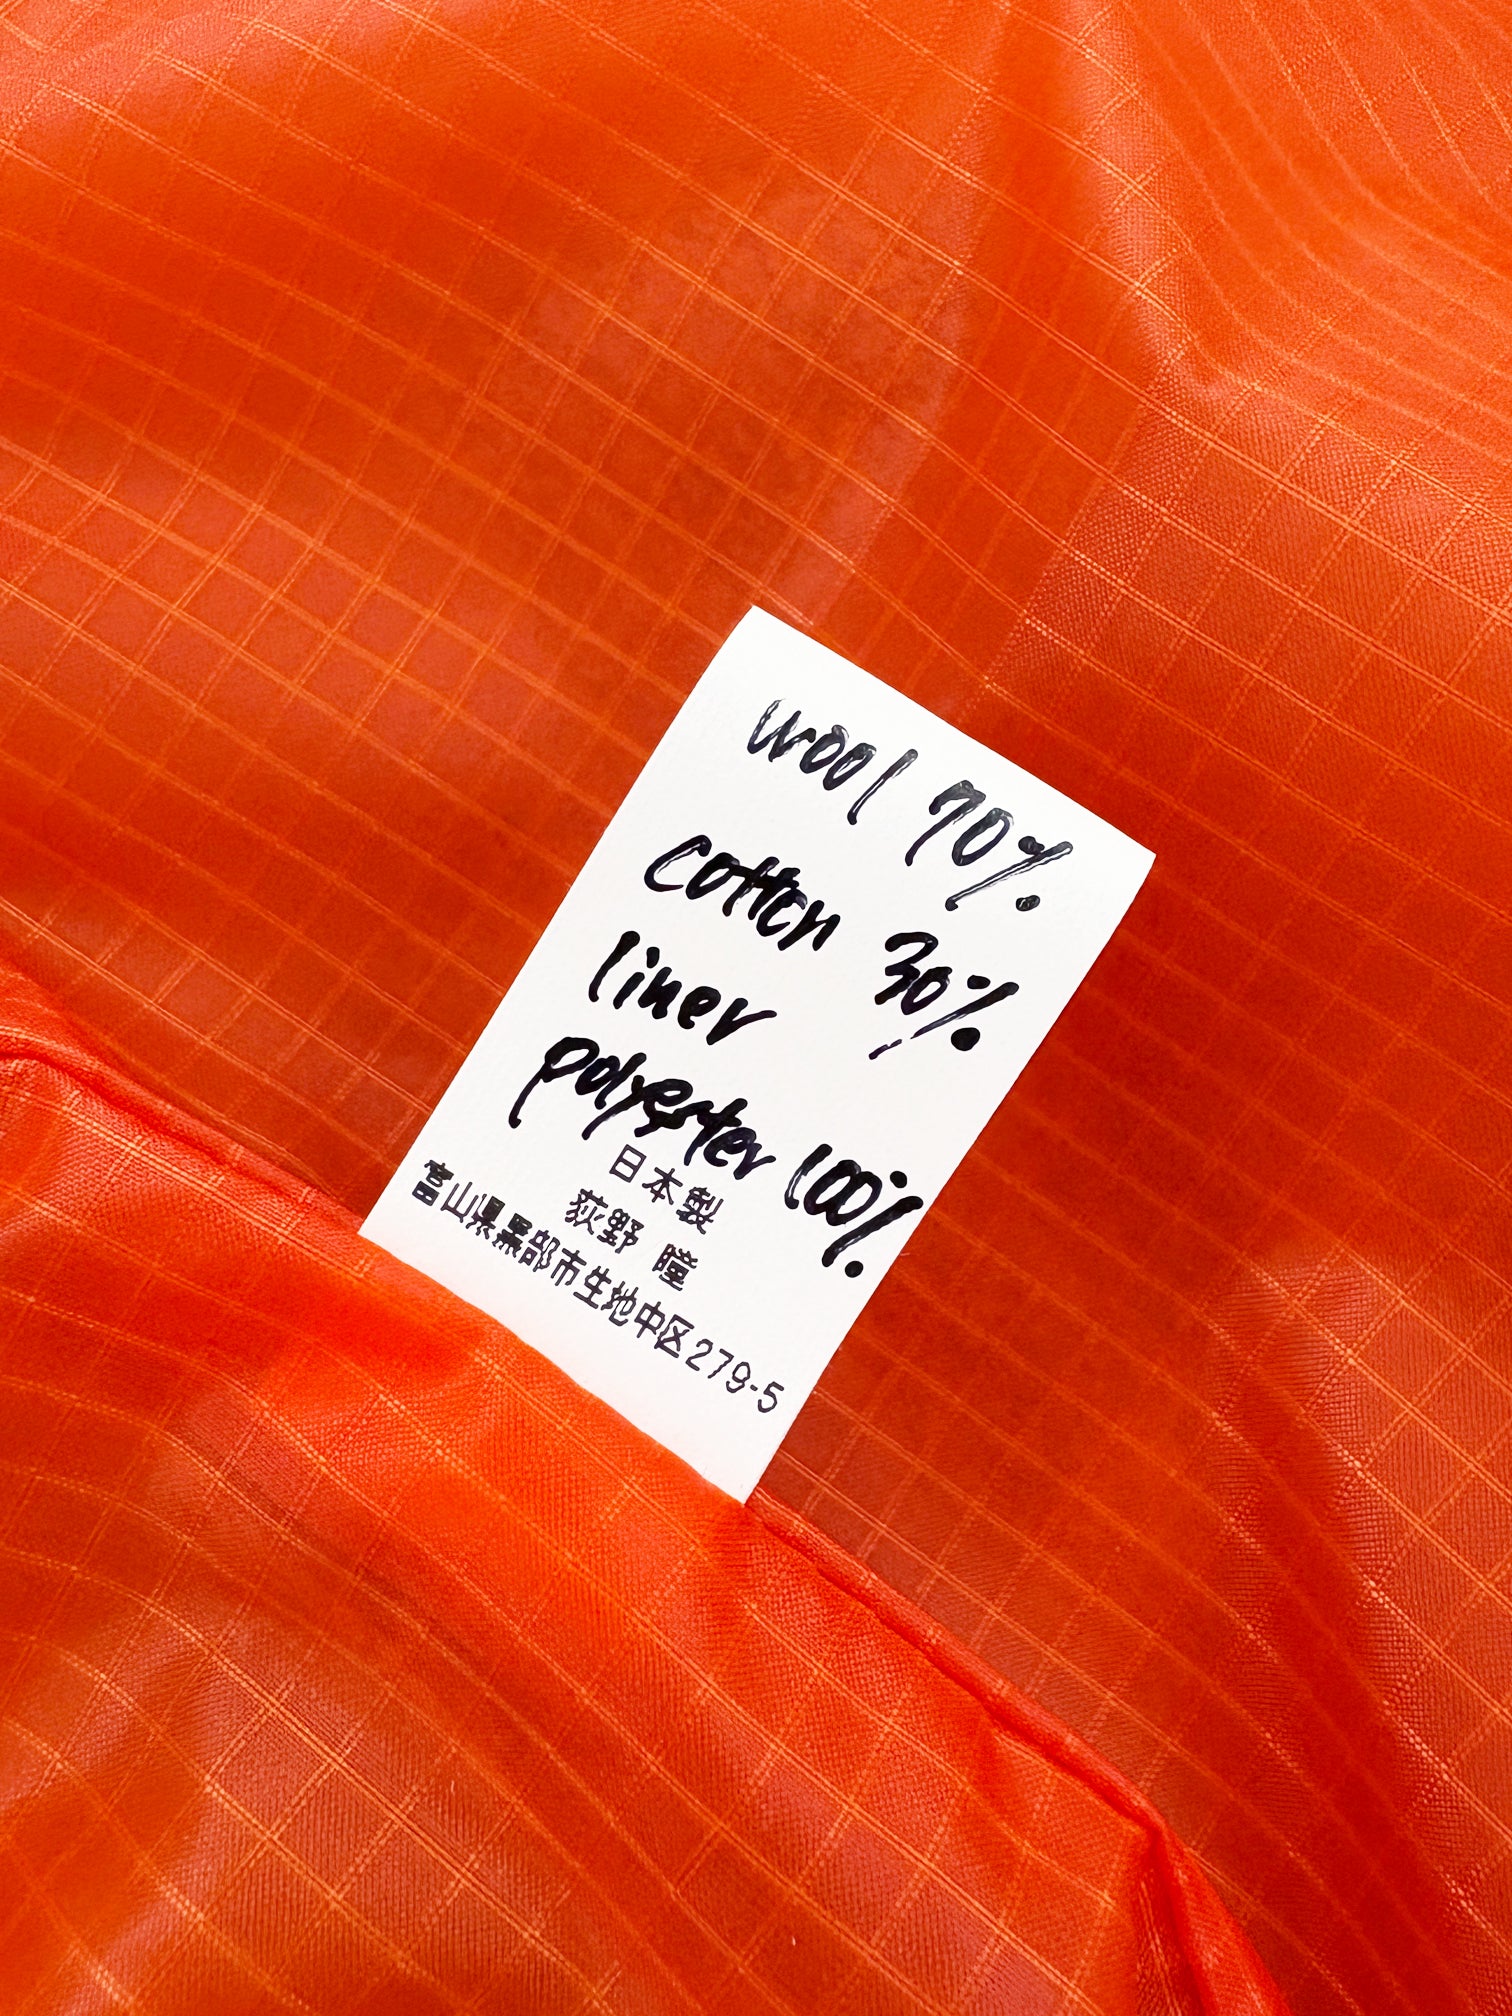 wool 70%
cotton 30%
liner
polyester 100%
日本製
荻野 瞳
富山県黒部市生地中区279-5